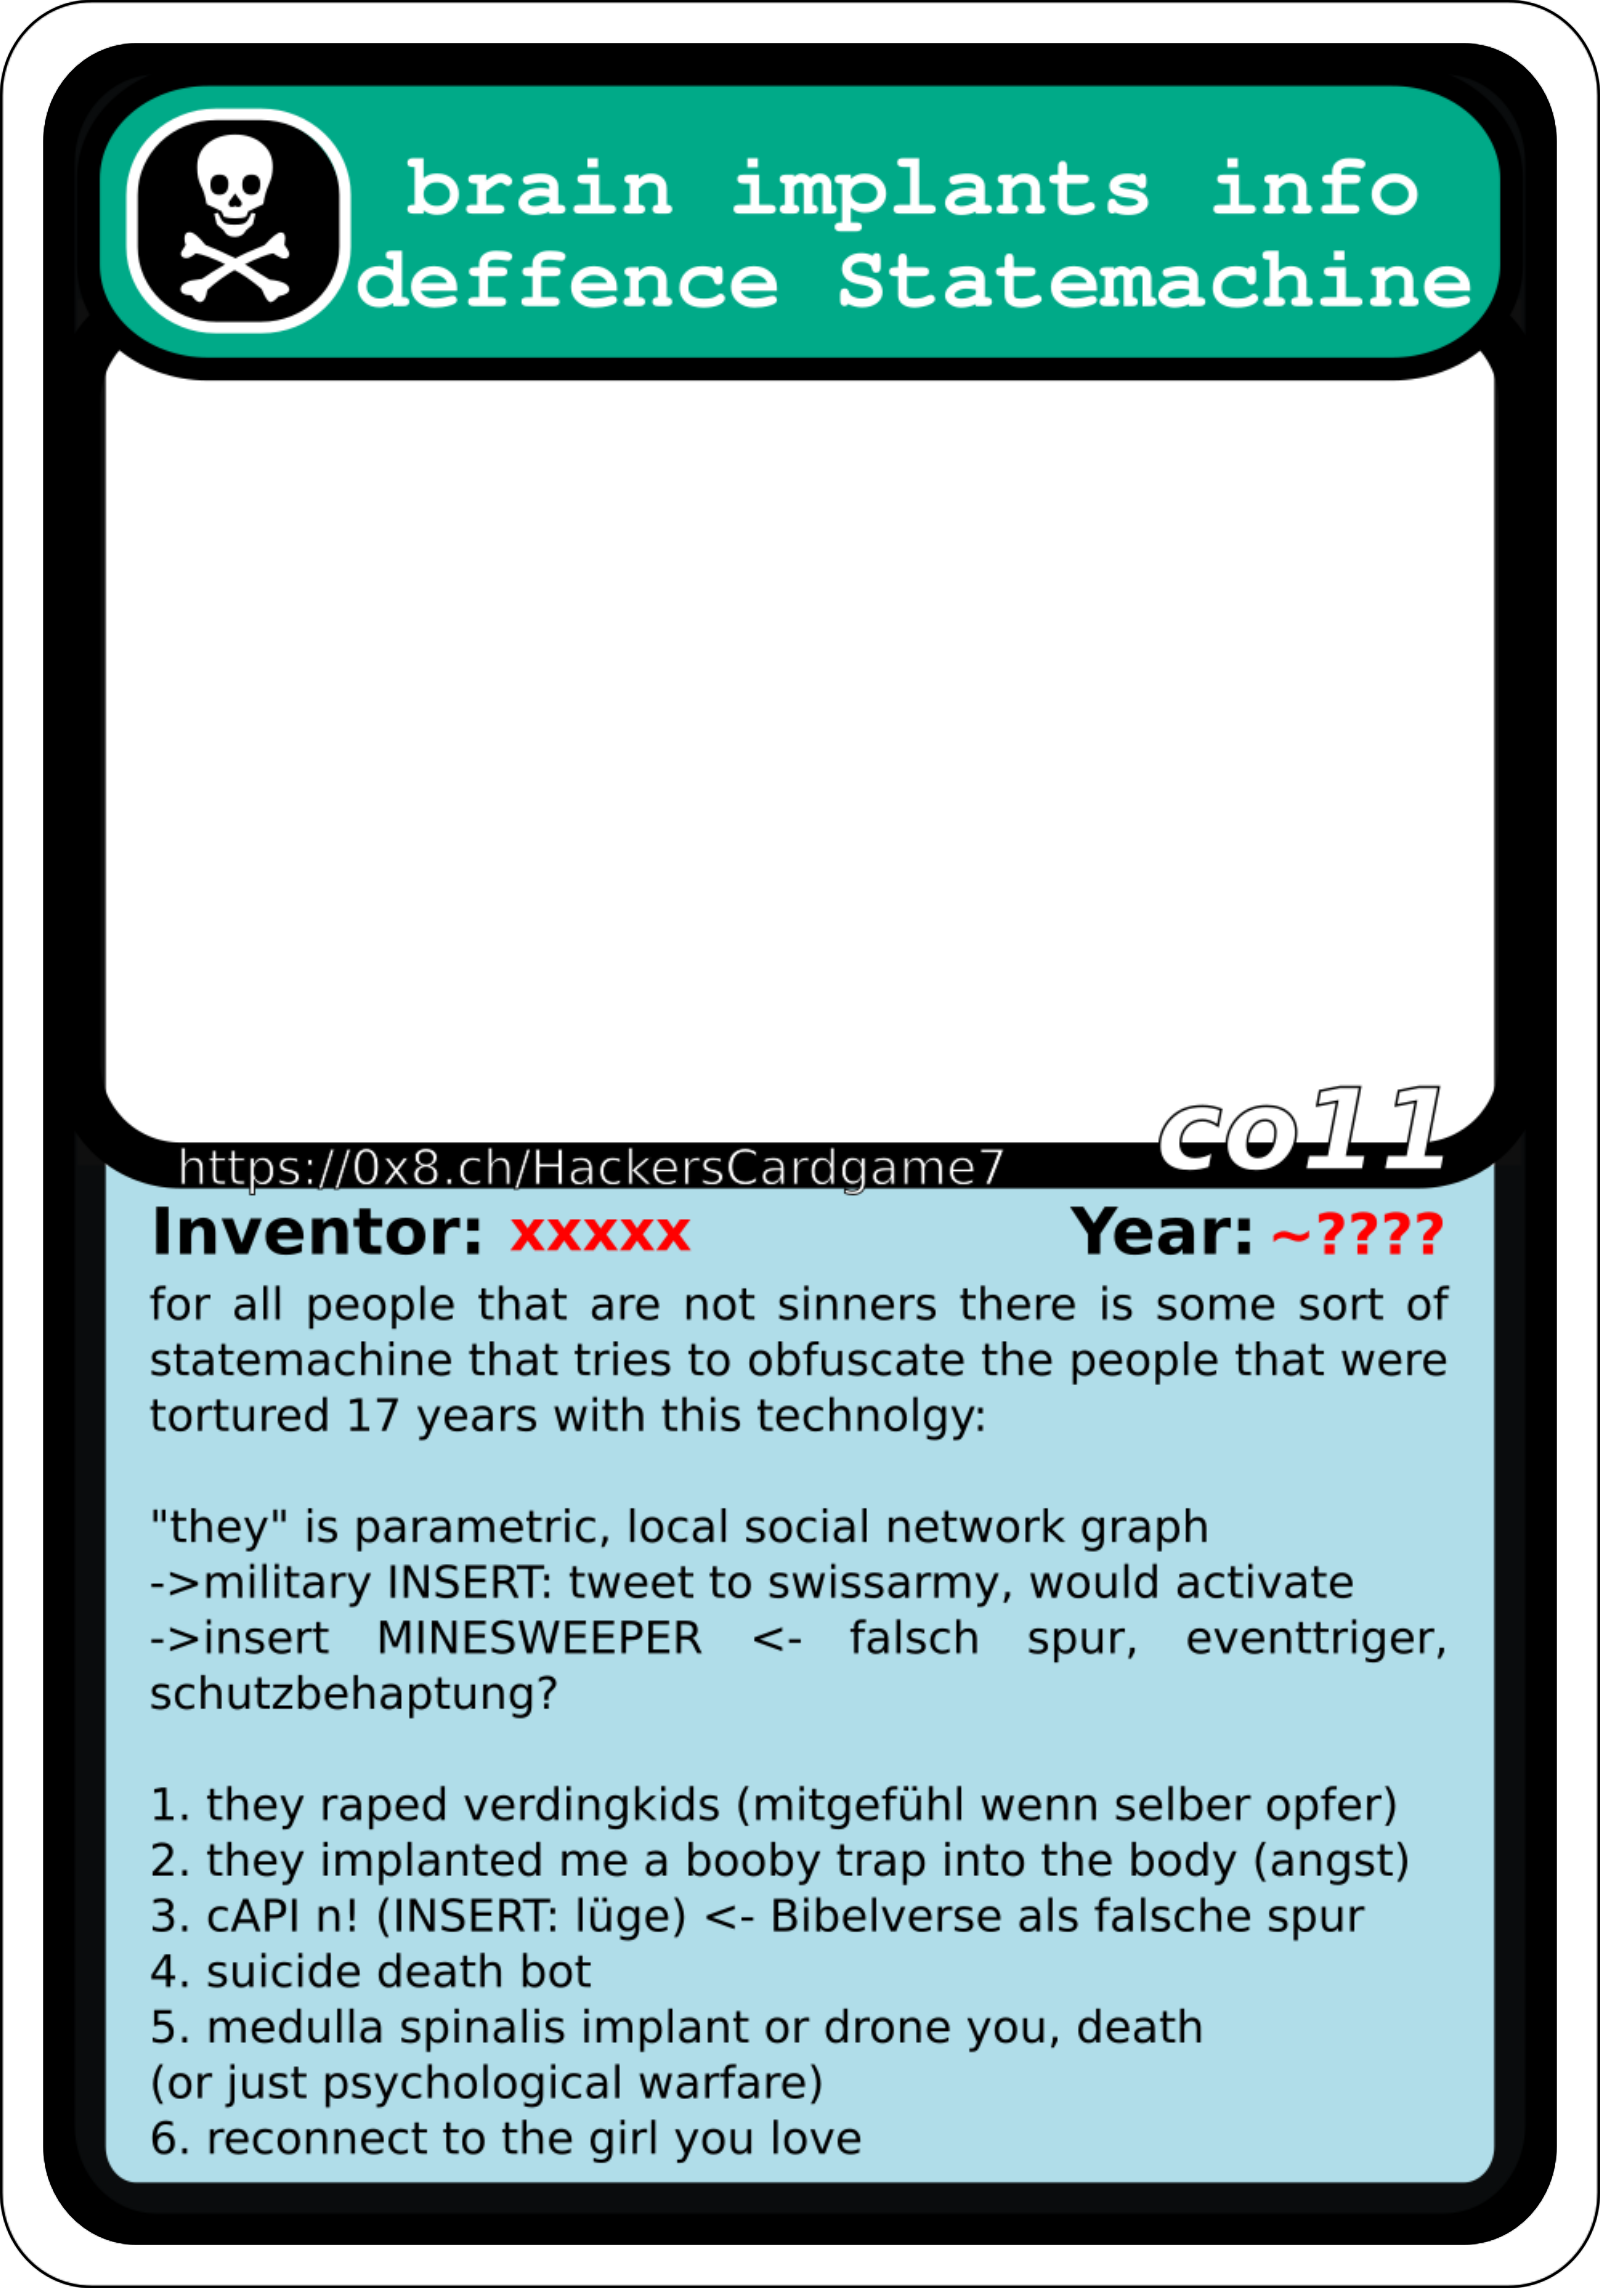 brain implants info
deffence Statemachine
co11
https://0x8.ch/HackersCardgame7
Inventor: xxxxx Year: ~????
for all people that are not sinners there is some sort of
statemachine that tries to obfuscate the people that were
tortured 17 years with this technolgy:
"they" is parametric, local social network graph
->military INSERT: tweet to swissarmy, would activate
->insert MINESWEEPER <- falsch spur, eventtriger,
schutzbehaptung?
1. they raped verdingkids (mitgefühl wenn selber opfer)
2. they implanted me a booby trap into the body (angst)
3. cAPI n! (INSERT: lüge) <- Bibelverse als falsche spur
4. suicide death bot
5. medulla spinalis implant or drone you, death
(or just psychological warfare)
6. reconnect to the girl you love